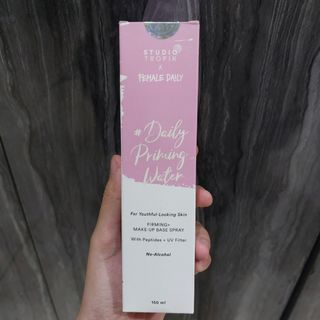 STUDIO
TROPIK
X
FEMALE DAILY
#Daily
Priming
Water
For Youthful-Looking Skin
FIRMING+
MAKE-UP BASE SPRAY
With Peptides + UV Filter
No-Alcohol
160 ml